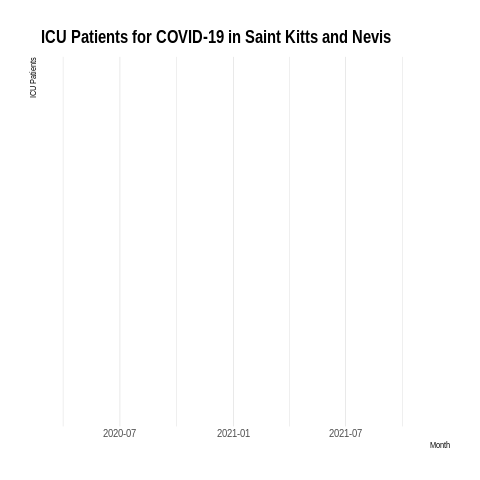 ICU Patients for COVID-19 in Saint Kitts and Nevis
ICU Patients
2020-07
2021-01
2021-07
Month